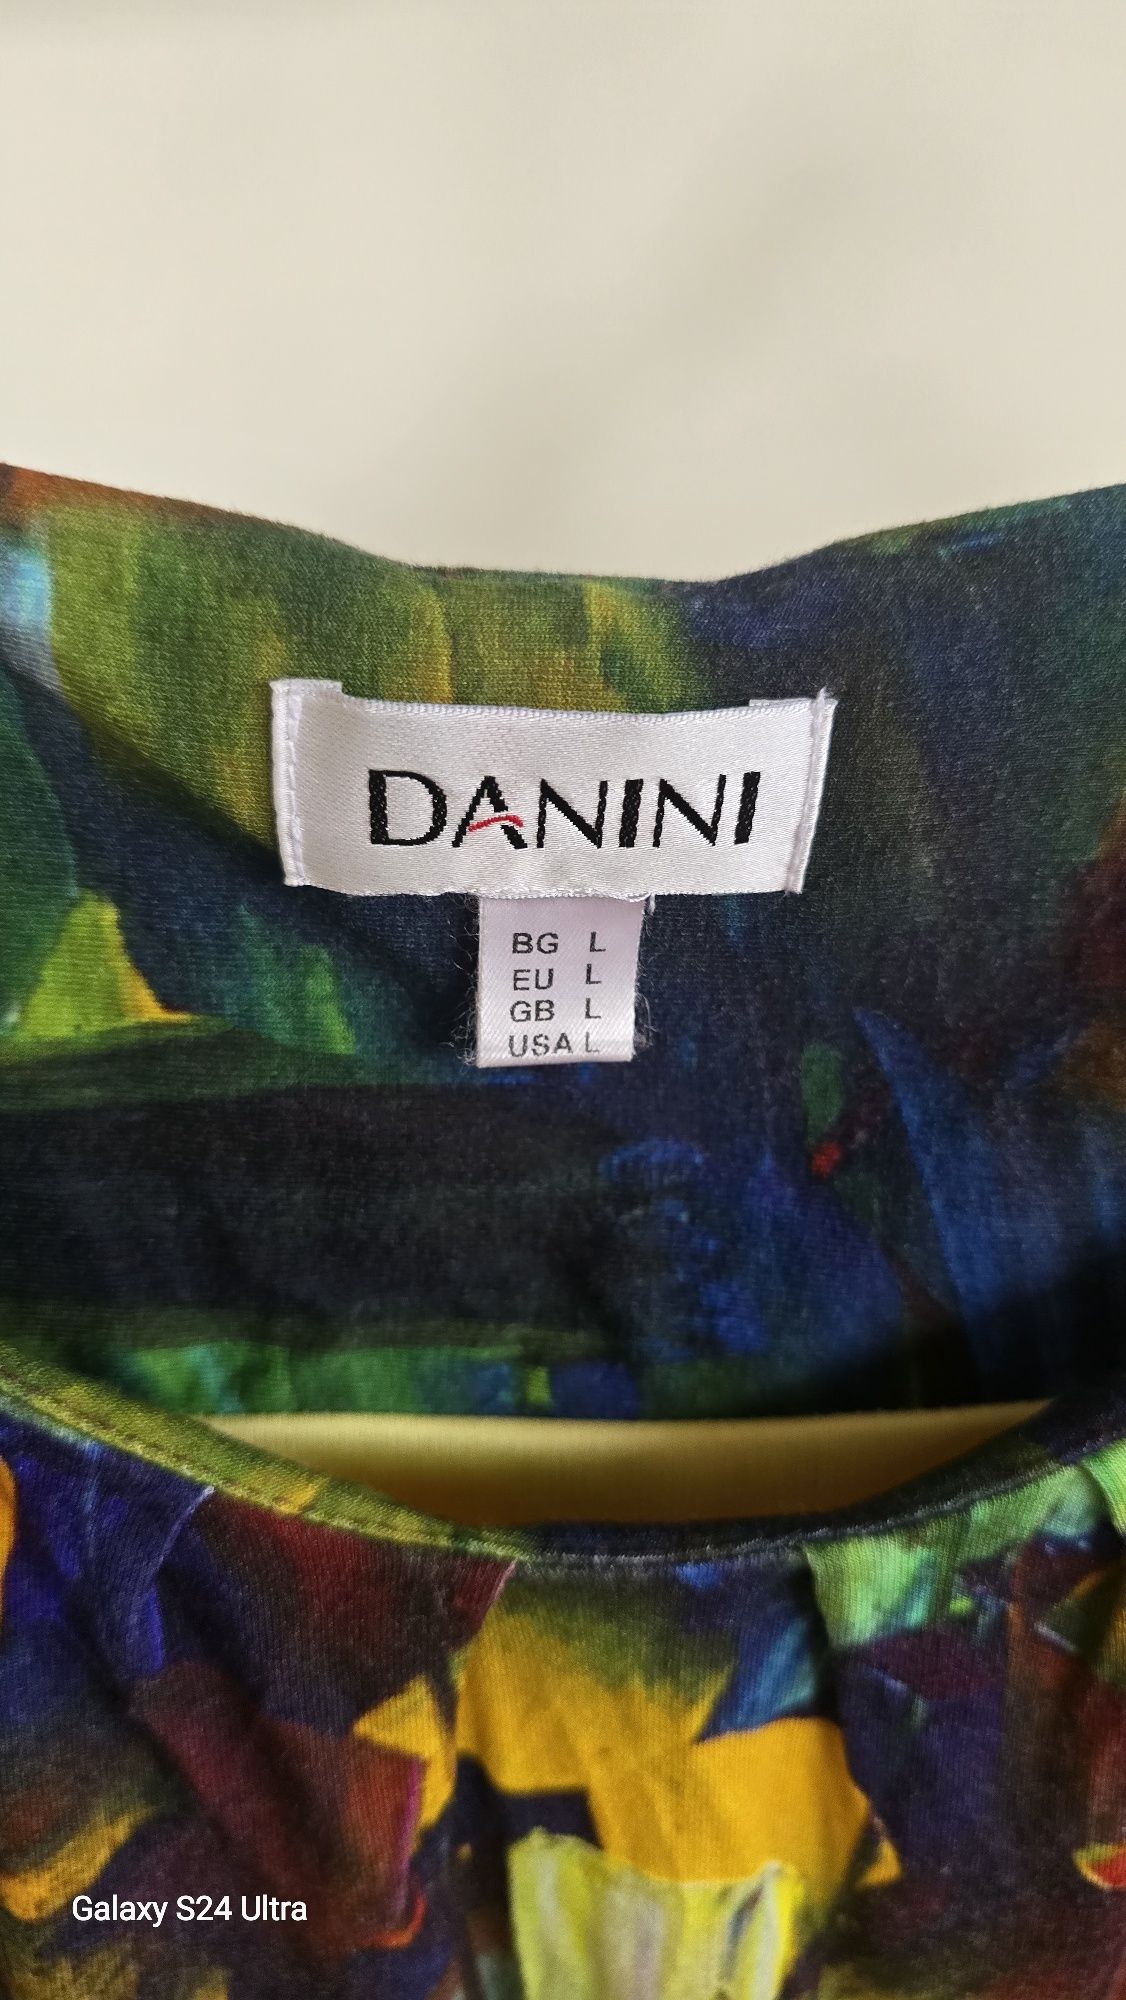 DANINI
BG L
EU L
GB L
USA L
Galaxy S24 Ultra